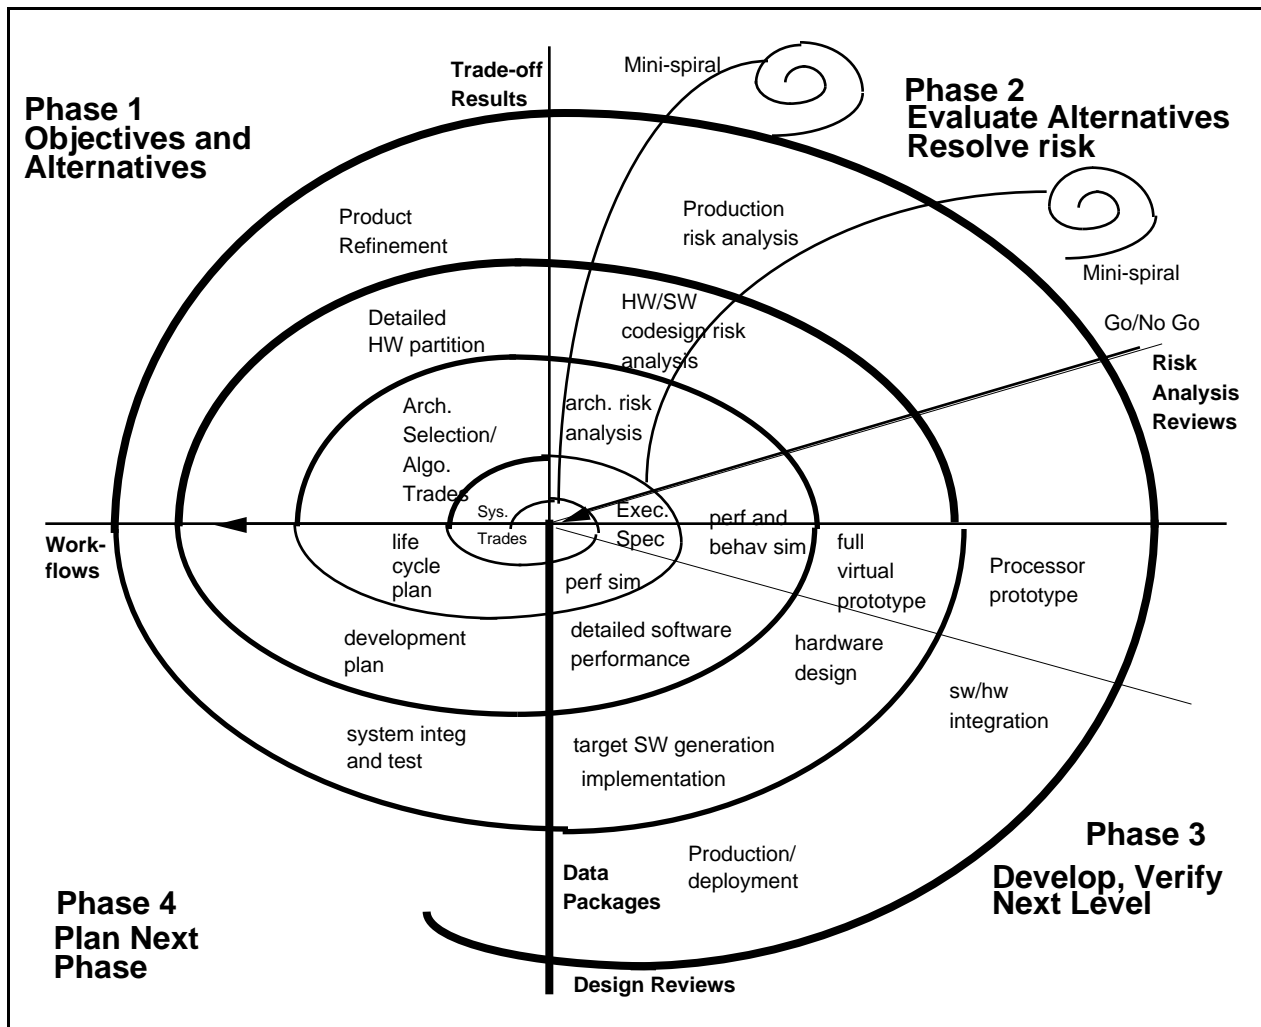 Phase 1
Objectives and
Alternatives
Trade-off
Results
Mini-spiral
Phase 2
Evaluate Alternatives
Resolve risk
Mini-spiral
Go/No Go
Risk
Analysis
Reviews
Product
Refinement
Production
risk analysis
Detailed
HW partition
HW/SW
codesign risk
analysis
Arch.
Selection/
Algo.
Trades
arch. risk
analysis
Sys.
Trades
Exec.
Spec
perf and
behav sim
full
virtual
prototype
Processor
prototype
Work-
flows
life
cycle
plan
perf sim
development
plan
detailed software
performance
hardware
design
sw/hw
integration
system integ
and test
target SW generation
implementation
Production/
deployment
Data
Packages
Phase 3
Develop, Verify
Next Level
Phase 4
Plan Next
Phase
Design Reviews